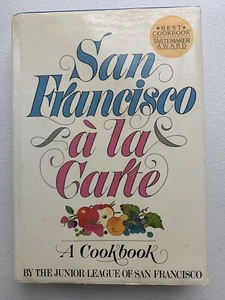 BEST
COOKBOOK
TASTEMAKER
AWARD
San
Francisco
à la
Carte
A Cookbook
BY THE JUNIOR LEAGUE OF SAN FRANCISCO